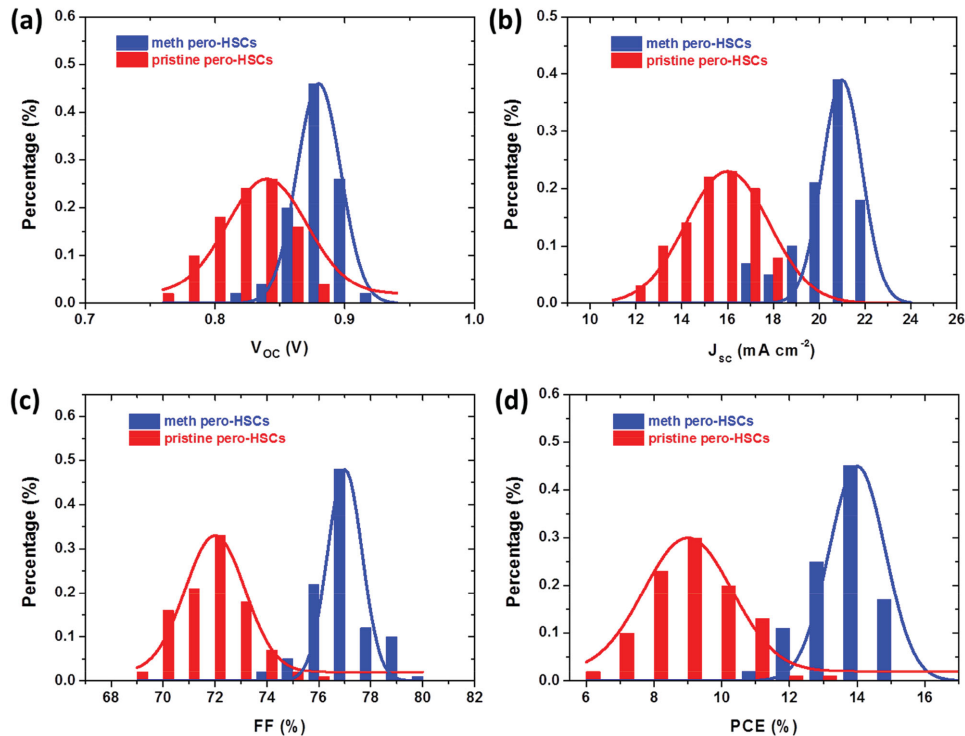 (a)
0.6
0.5
0.4
0.3
0.2
0.1
0.0
Percentage (%)
meth pero-HSCs
pristine pero-HSCs
0.7 0.8 0.9 1.0
V_OC (V)
(b)
0.5
0.4
0.3
0.2
0.1
0.0
Percentage (%)
meth pero-HSCs
pristine pero-HSCs
10 12 14 16 18 20 22 24 26
J_sc (mA cm⁻²)
(c)
0.6
0.5
0.4
0.3
0.2
0.1
0.0
Percentage (%)
meth pero-HSCs
pristine pero-HSCs
68 70 72 74 76 78 80 82
FF (%)
(d)
0.6
0.5
0.4
0.3
0.2
0.1
0.0
Percentage (%)
meth pero-HSCs
pristine pero-HSCs
6 8 10 12 14 16
PCE (%)